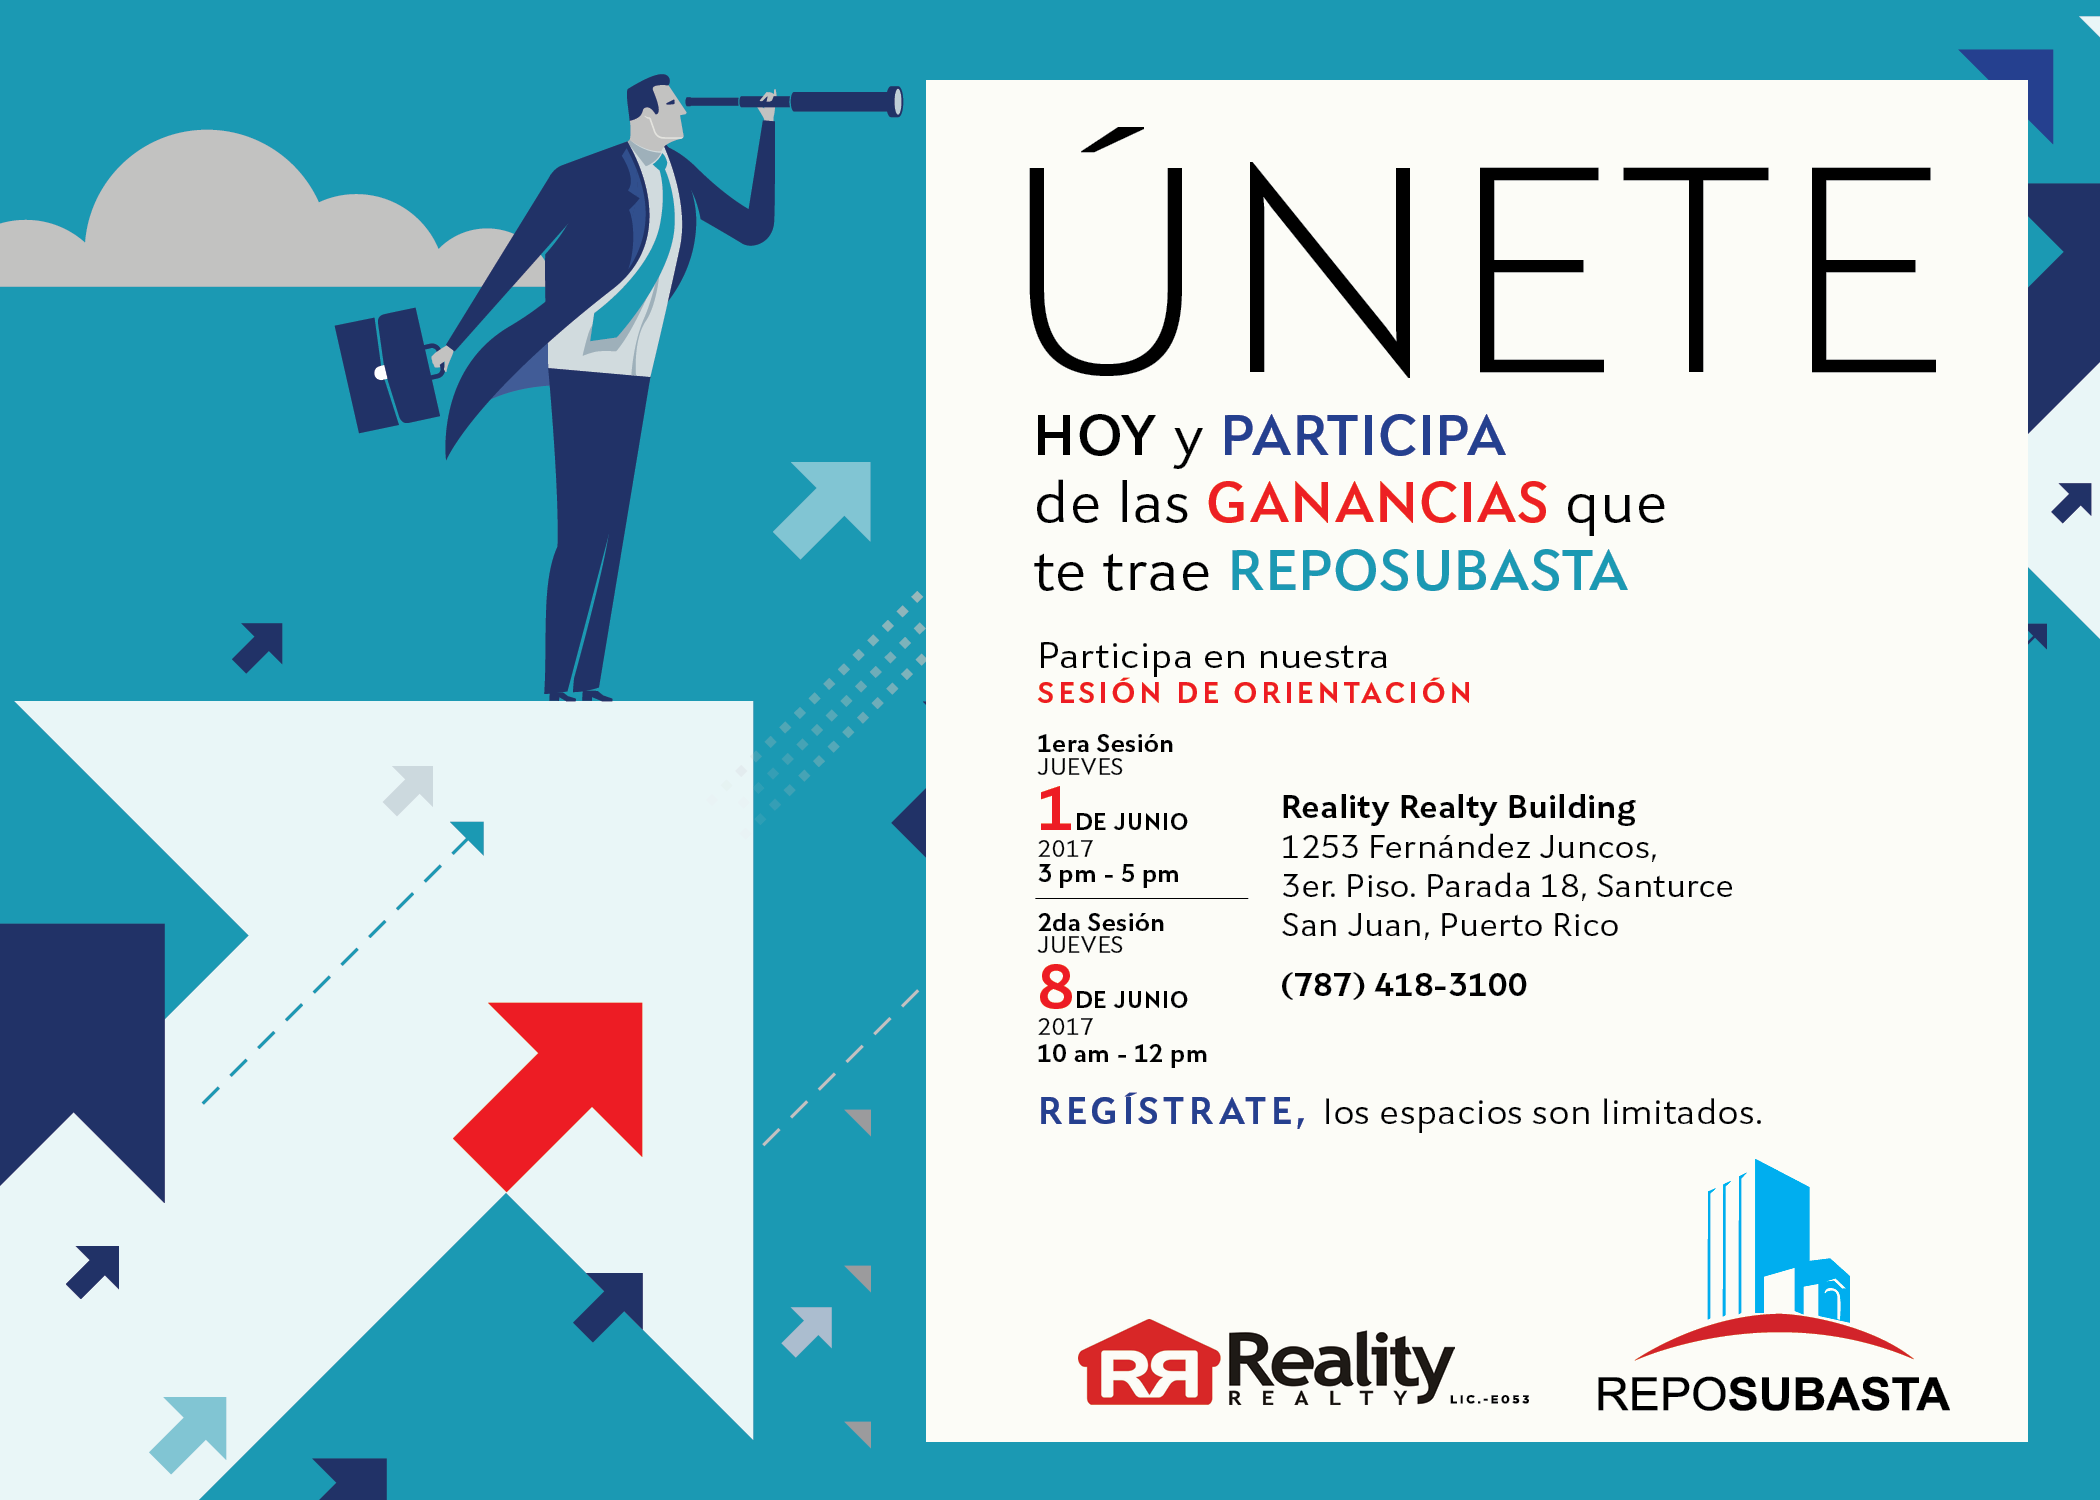 ÚNETE
HOY y PARTICIPA
de las GANANCIAS que
te trae REPOSUBASTA
Participa en nuestra
SESIÓN DE ORIENTACIÓN
1era Sesión
JUEVES
1 DE JUNIO
2017
3 pm - 5 pm
2da Sesión
JUEVES
8 DE JUNIO
2017
10 am - 12 pm
Reality Realty Building
1253 Fernández Juncos,
3er. Piso. Parada 18, Santurce
San Juan, Puerto Rico
(787) 418-3100
REGÍSTRATE, los espacios son limitados.
RR Reality
REALTY LIC.-E053
REPOSUBASTA